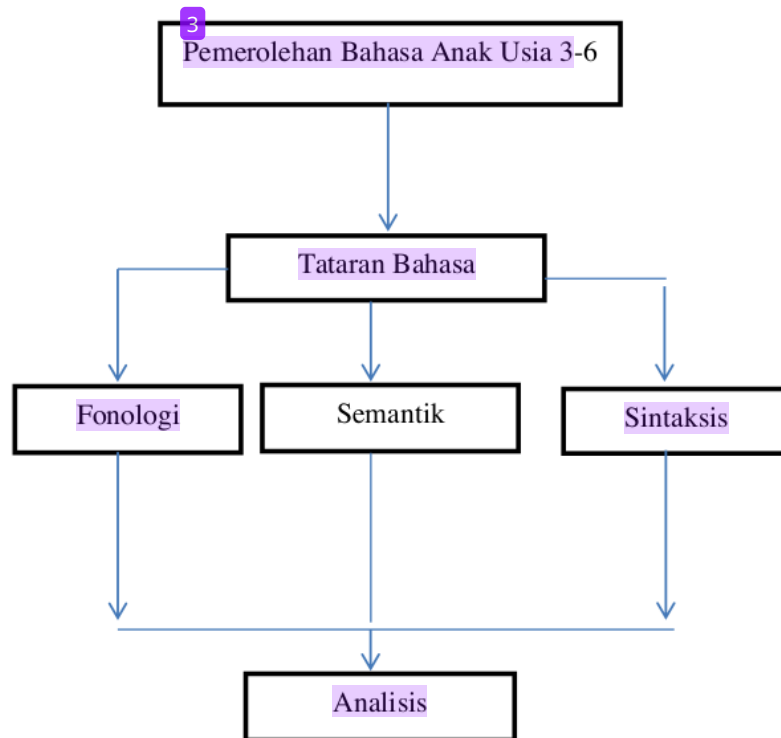 3
Pemerolehan Bahasa Anak Usia 3-6
Tataran Bahasa
Fonologi
Semantik
Sintaksis
Analisis